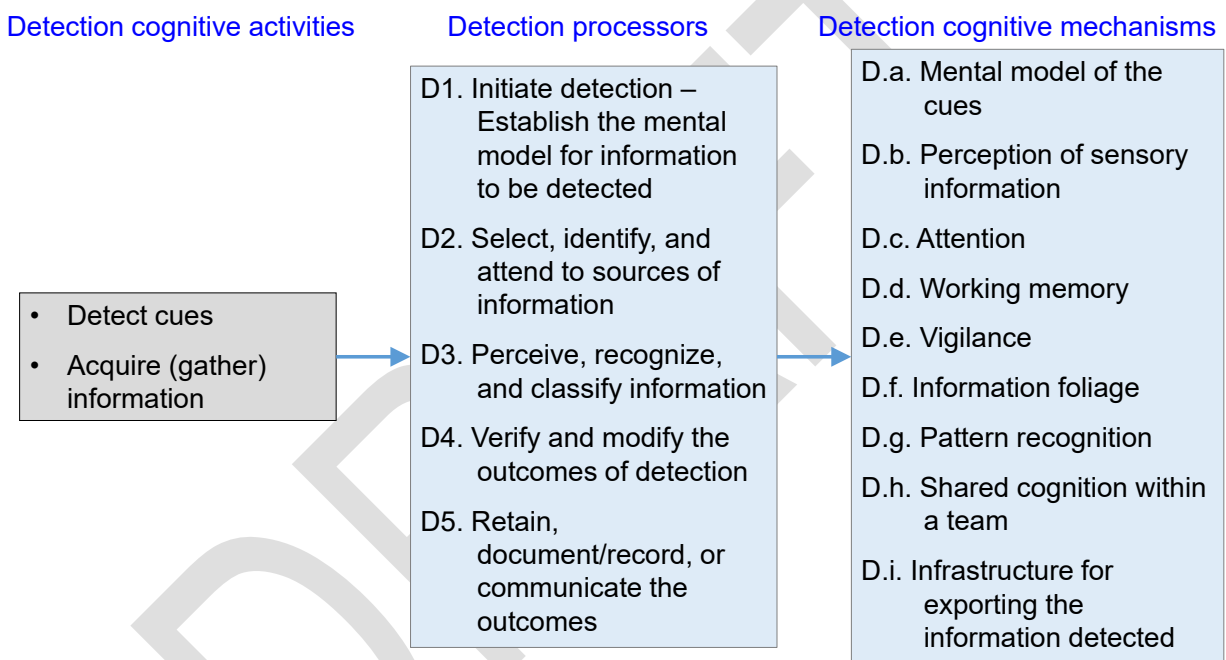 Detection cognitive activities
Detection processors
Detection cognitive mechanisms
• Detect cues
• Acquire (gather)
information
D1. Initiate detection –
Establish the mental
model for information
to be detected
D2. Select, identify, and
attend to sources of
information
D3. Perceive, recognize,
and classify information
D4. Verify and modify the
outcomes of detection
D5. Retain,
document/record, or
communicate the
outcomes
D.a. Mental model of the
cues
D.b. Perception of sensory
information
D.c. Attention
D.d. Working memory
D.e. Vigilance
D.f. Information foliage
D.g. Pattern recognition
D.h. Shared cognition within
a team
D.i. Infrastructure for
exporting the
information detected